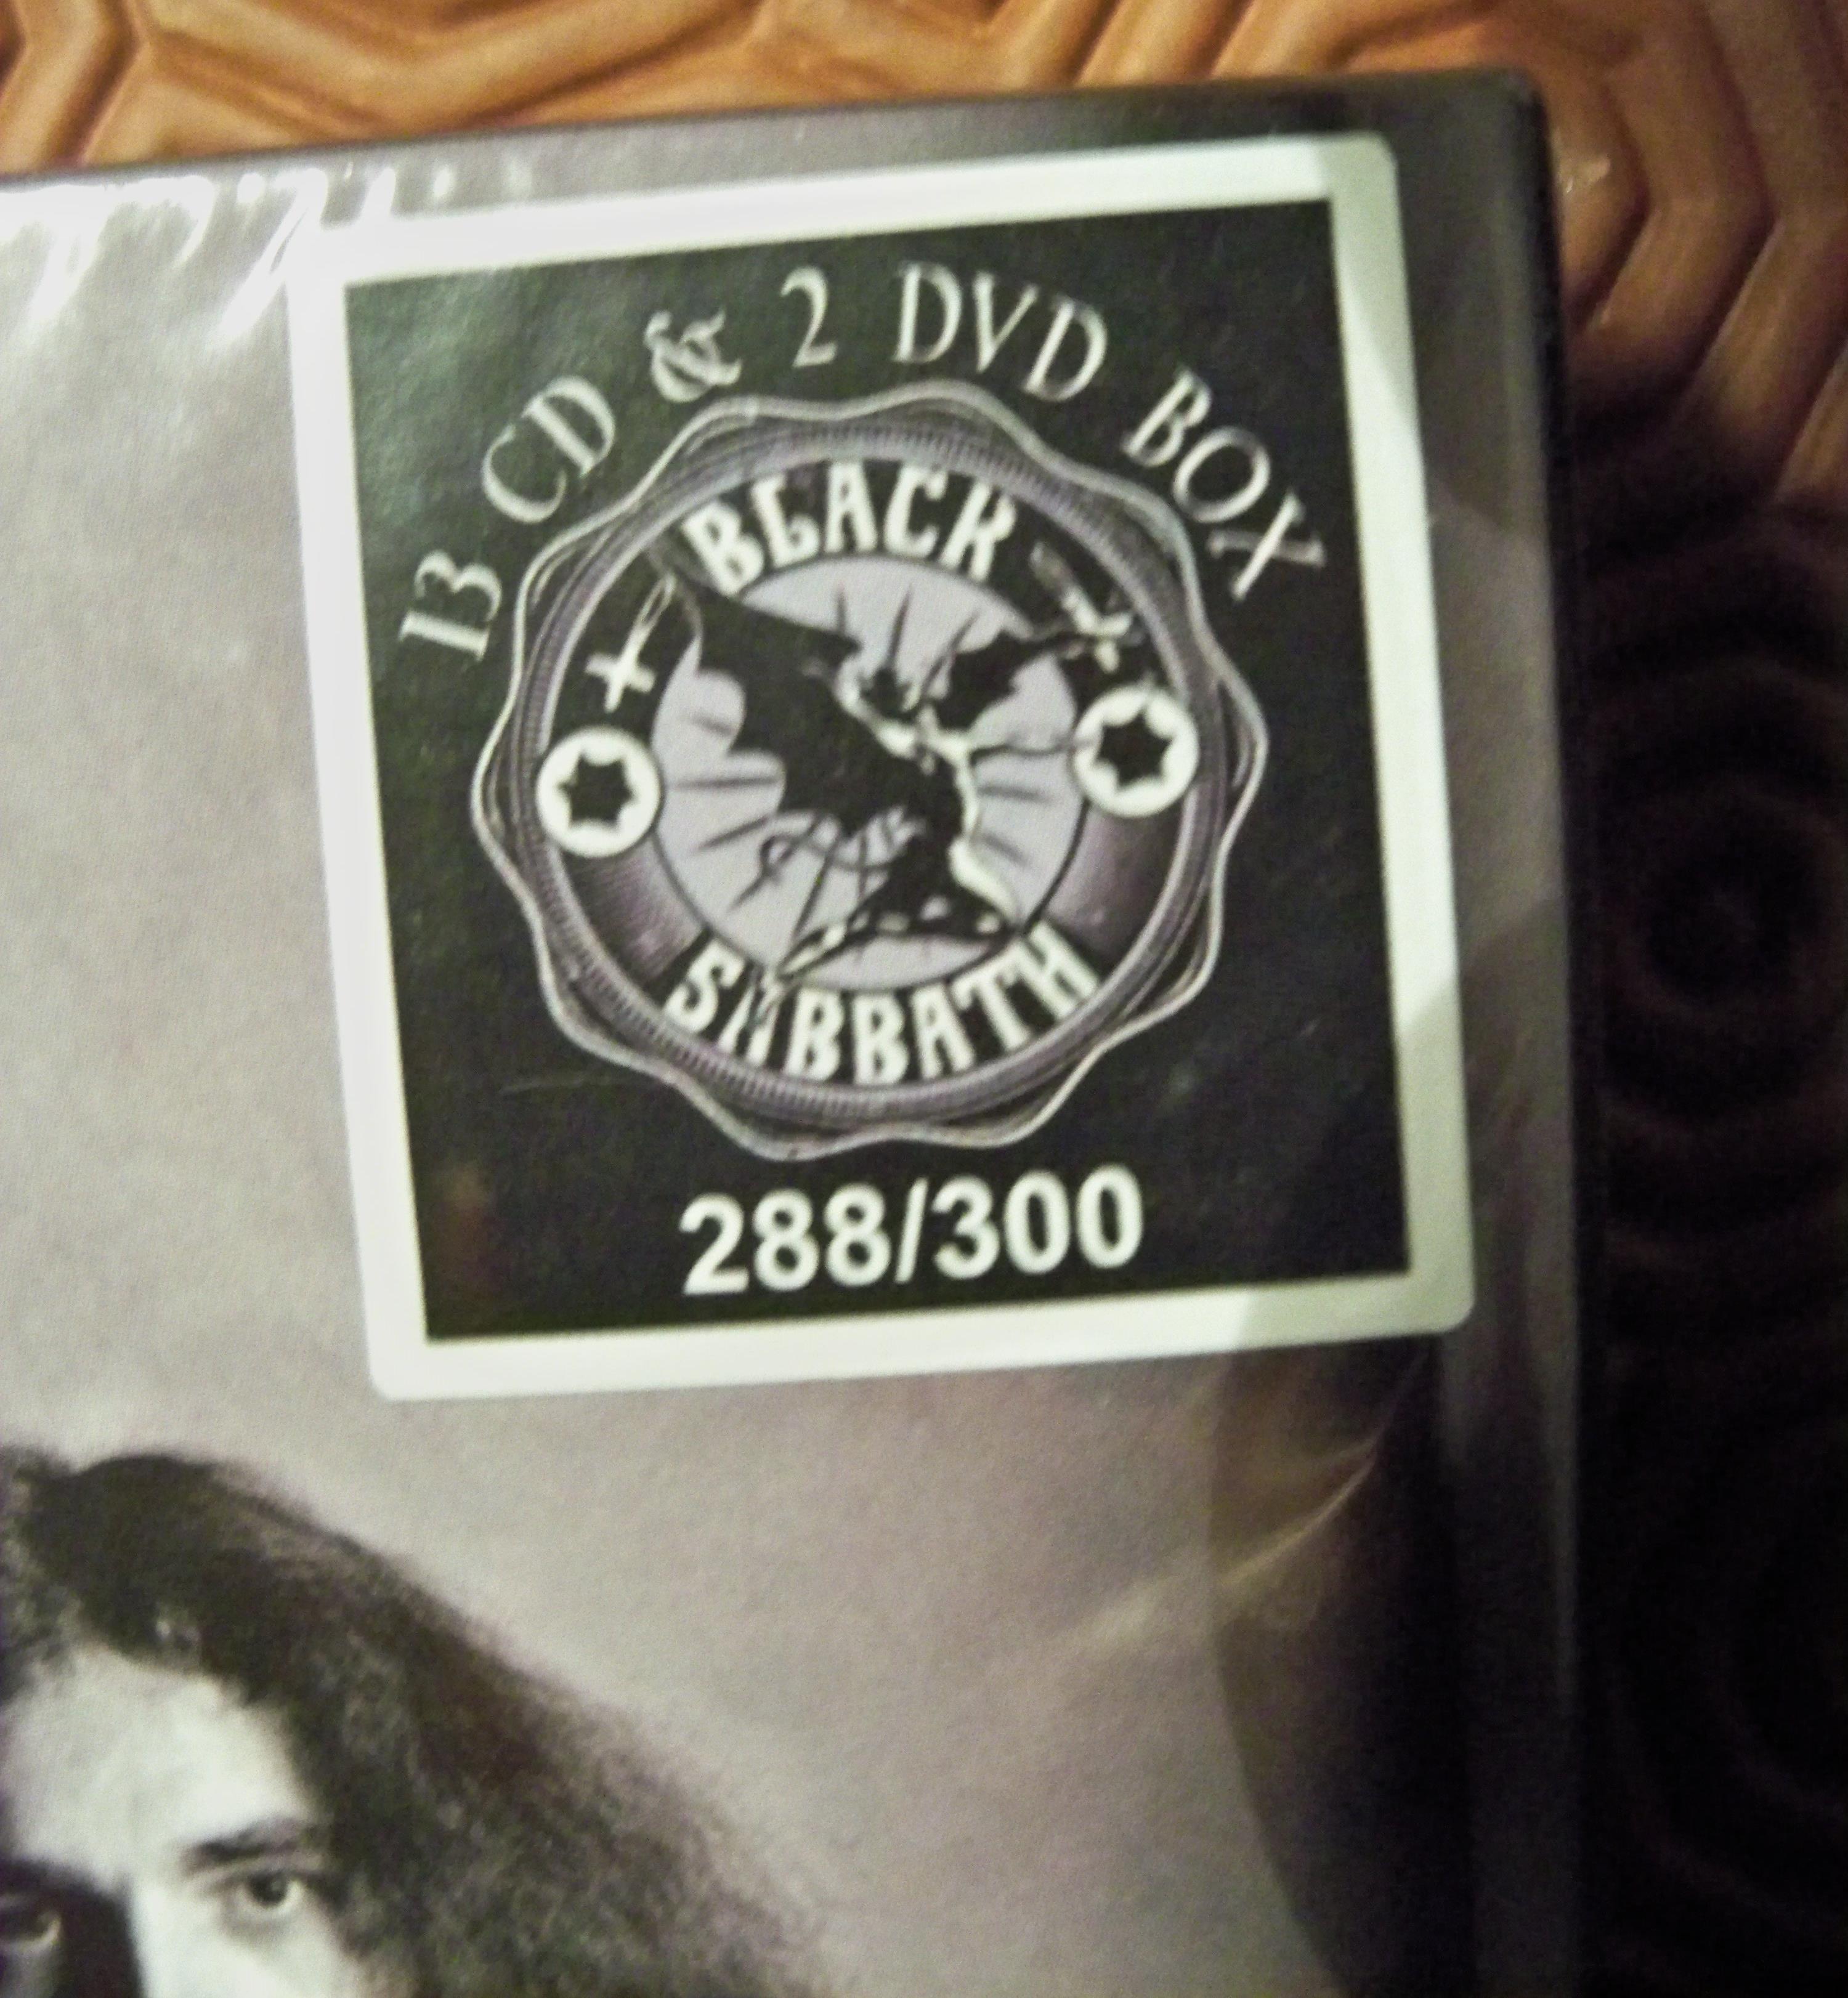 13 CD & 2 DVD BOX
BLACK
SABBATH
288/300